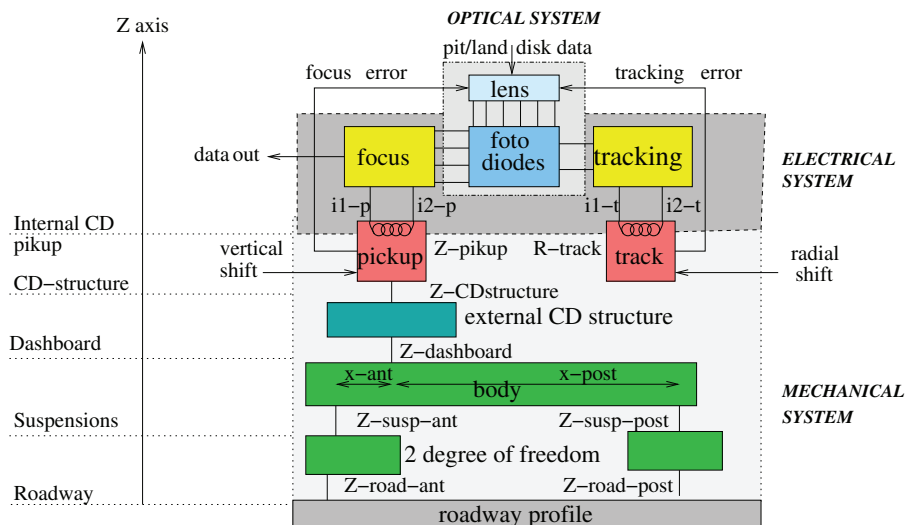 OPTICAL SYSTEM
Z axis
pit/land disk data
focus error
tracking error
lens
foto
diodes
focus
tracking
data out
ELECTRICAL
SYSTEM
i1-p
i2-p
i1-t
i2-t
Internal CD
pikup
vertical
shift
pickup
Z-pikup
R-track
track
radial
shift
CD-structure
Z-CDstructure
external CD structure
Dashboard
Z-dashboard
x-ant
x-post
body
MECHANICAL
SYSTEM
Suspensions
Z-susp-ant
Z-susp-post
2 degree of freedom
Z-road-ant
Z-road-post
Roadway
roadway profile